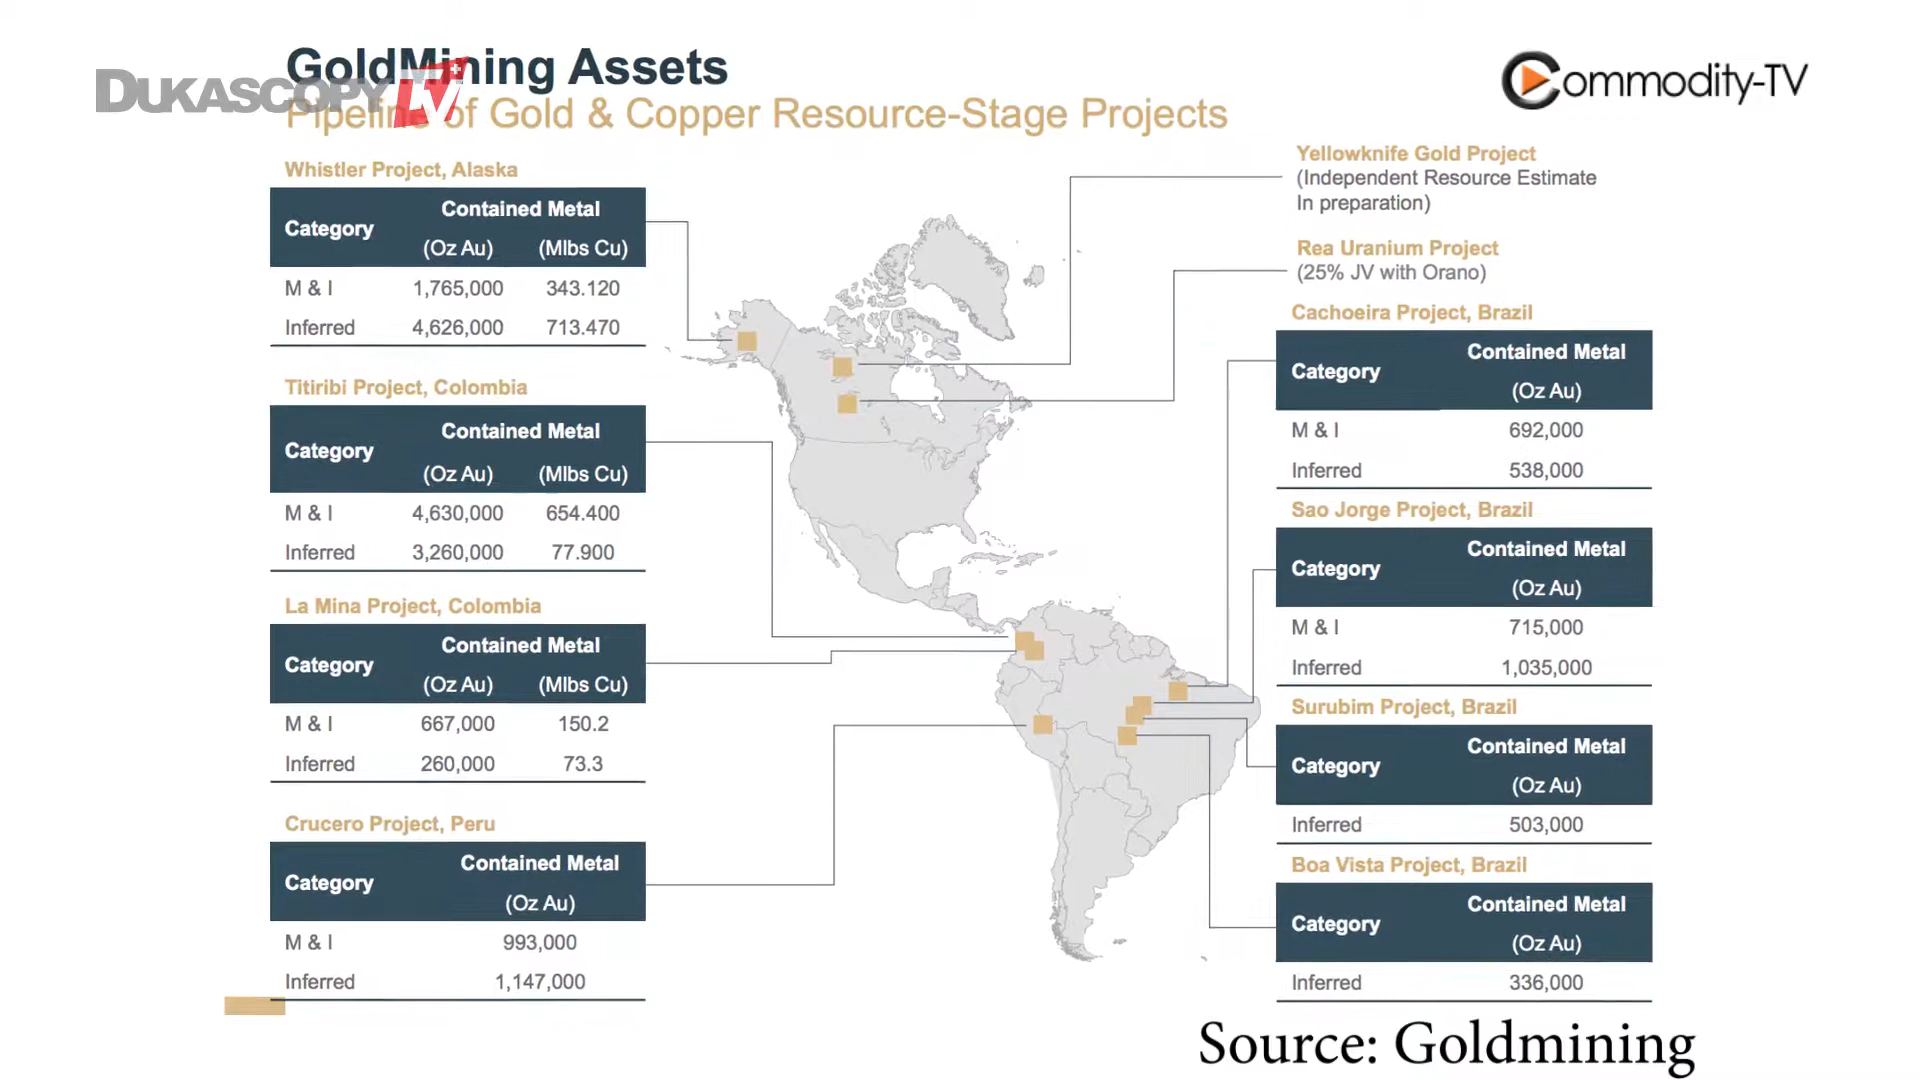 GoldMining Assets
DUKASCOPY TV
Pipeline of Gold & Copper Resource-Stage Projects
Commodity-TV
Whistler Project, Alaska
Category Contained Metal
(Oz Au) (Mlbs Cu)
M & I 1,765,000 343.120
Inferred 4,626,000 713.470
Titiribi Project, Colombia
Category Contained Metal
(Oz Au) (Mlbs Cu)
M & I 4,630,000 654.400
Inferred 3,260,000 77.900
La Mina Project, Colombia
Category Contained Metal
(Oz Au) (Mlbs Cu)
M & I 667,000 150.2
Inferred 260,000 73.3
Crucero Project, Peru
Category Contained Metal
(Oz Au)
M & I 993,000
Inferred 1,147,000
Yellowknife Gold Project
(Independent Resource Estimate
In preparation)
Rea Uranium Project
(25% JV with Orano)
Cachoeira Project, Brazil
Category Contained Metal
(Oz Au)
M & I 692,000
Inferred 538,000
Sao Jorge Project, Brazil
Category Contained Metal
(Oz Au)
M & I 715,000
Inferred 1,035,000
Surubim Project, Brazil
Category Contained Metal
(Oz Au)
Inferred 503,000
Boa Vista Project, Brazil
Category Contained Metal
(Oz Au)
Inferred 336,000
Source: Goldmining